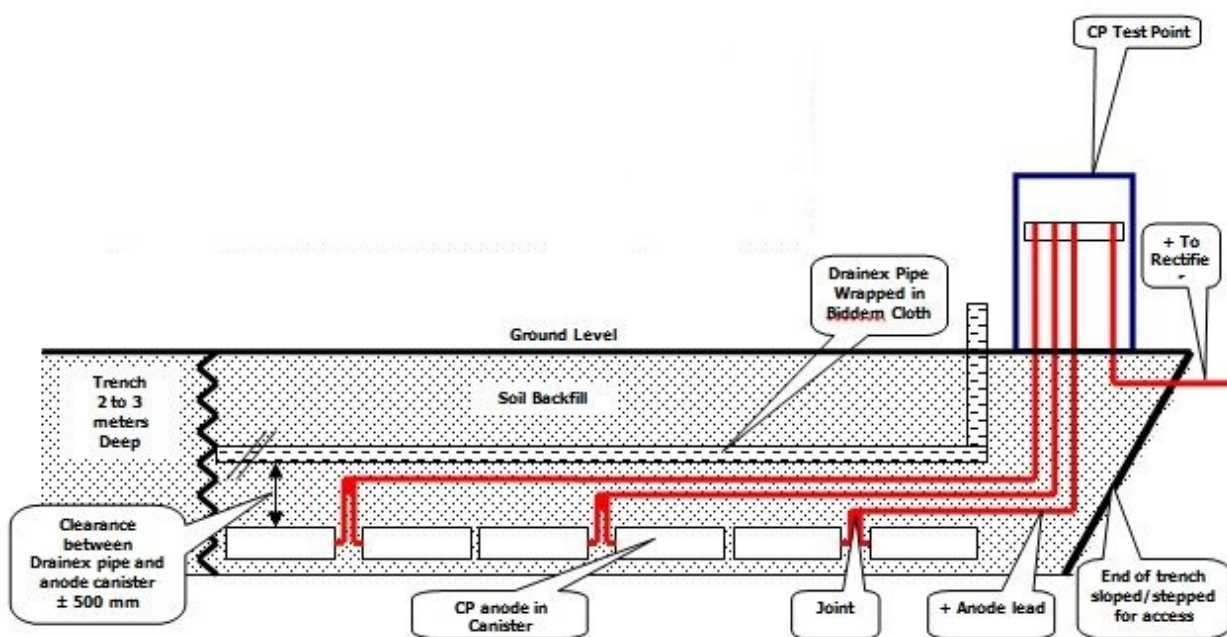 CP Test Point
+ To
Rectifie
r
Drainex Pipe
Wrapped in
Biddem Cloth
Ground Level
Trench
2 to 3
meters
Deep
Soil Backfill
Clearance
between
Drainex pipe and
anode canister
± 500 mm
CP anode in
Canister
Joint
+ Anode lead
End of trench
sloped/stepped
for access